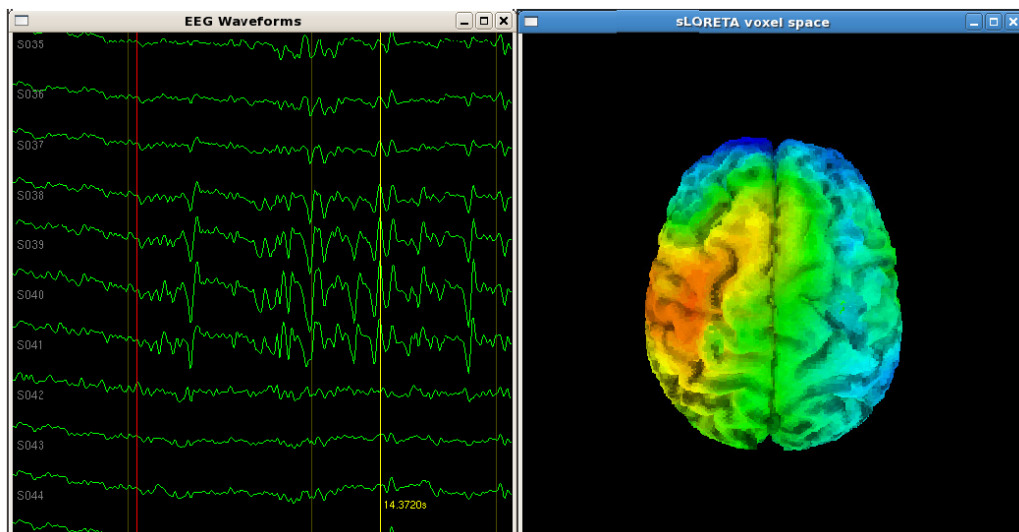 EEG Waveforms
S035
S036
S037
S038
S039
S040
S041
S042
S043
S044
14.3720s
sLORETA voxel space